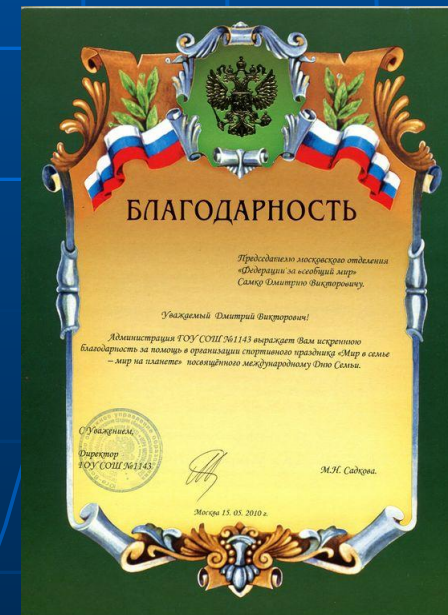 БЛАГОДАРНОСТЬ
Председателю московского отделения
«Федерации за всеобщий мир»
Самко Дмитрию Викторовичу.
Уважаемый Дмитрий Викторович!
Администрация ГОУ СОШ №1143 выражает Вам искреннюю
благодарность за помощь в организации спортивного праздника «Мир в семье
– мир на планете» посвящённого международному Дню Семьи.
С Уважением,
Директор
ГОУ СОШ №1143. М.Н. Садкова.
Москва 15. 05. 2010 г.